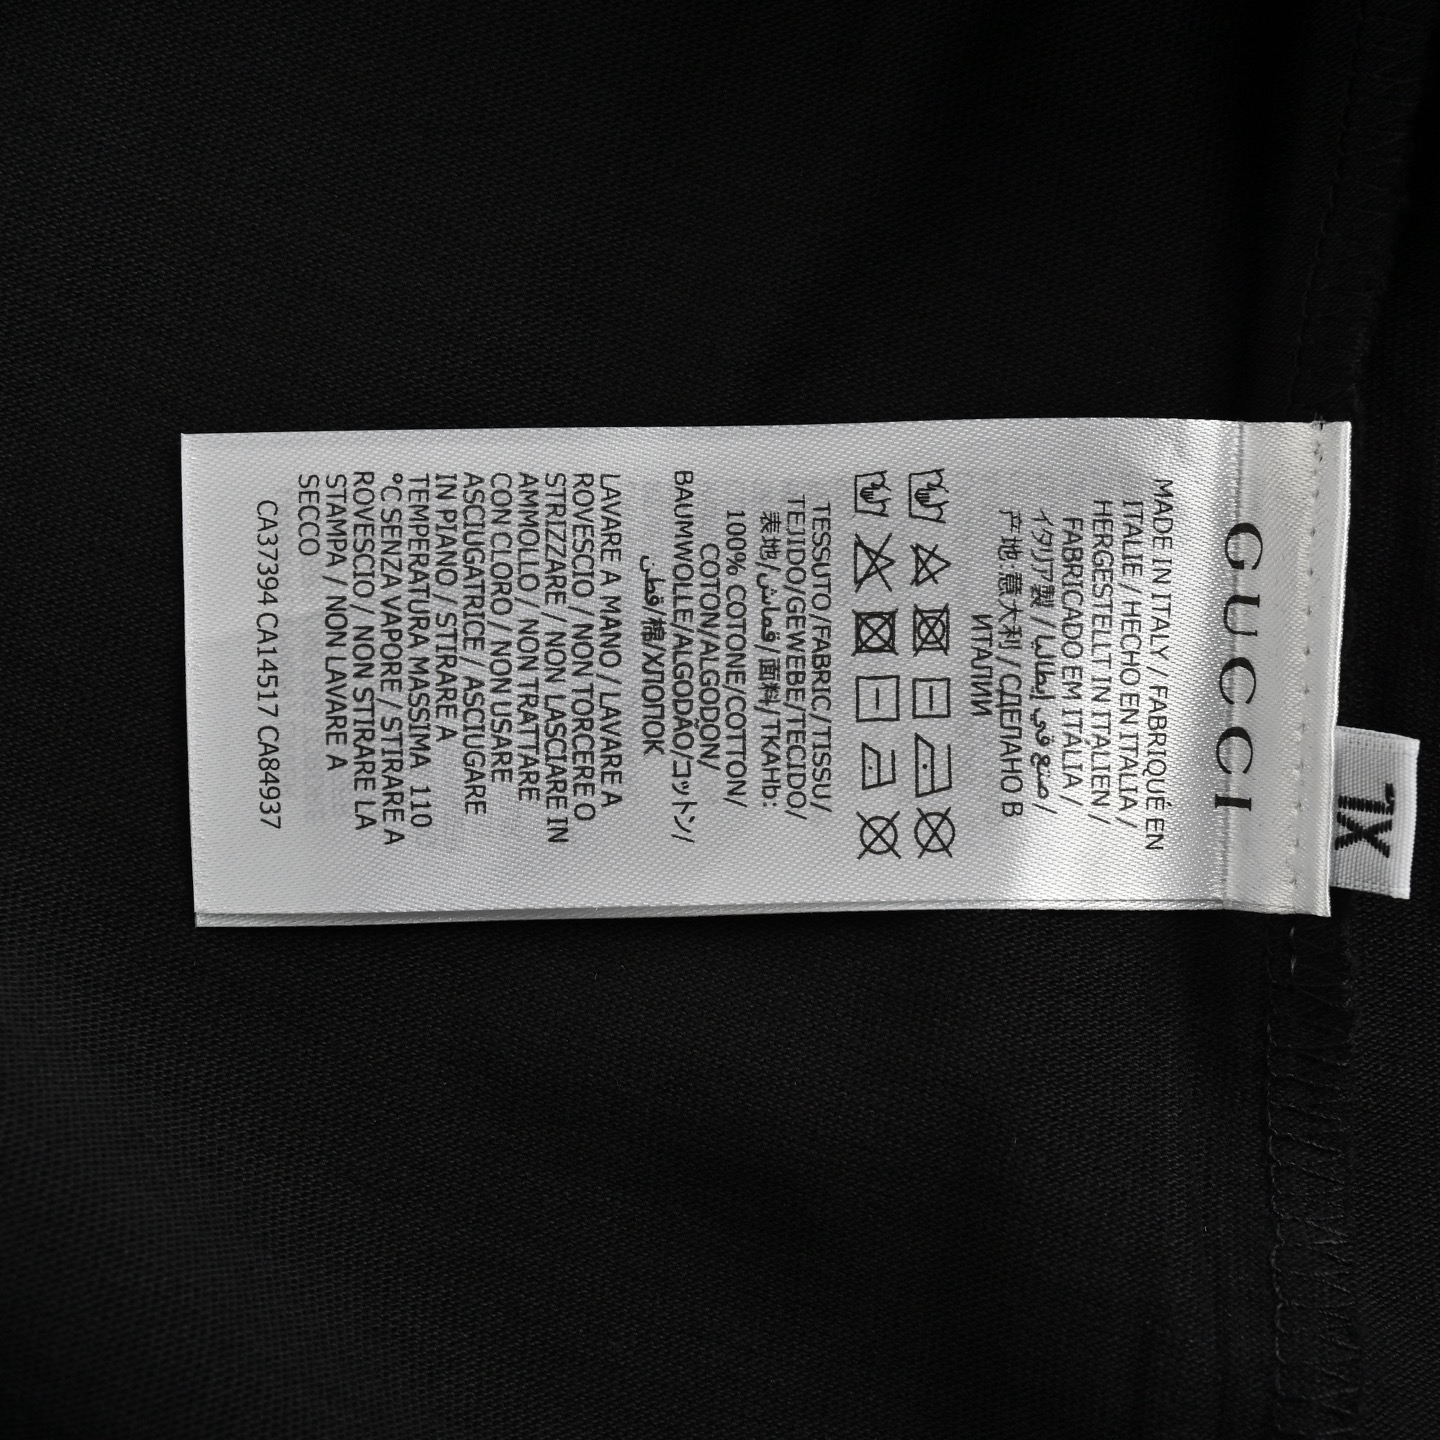 XL
GUCCI
MADE IN ITALY / FABRIQUÉ EN
ITALIE / HECHO EN ITALIA /
HERGESTELLT IN ITALIEN /
FABRICADO EM ITÁLIA /
イタリア製 / صنع في إيطاليا /
产地: 意大利 / СДЕЛАНО В
ИТАЛИИ
TESSUTO/FABRIC/TISSU/
TEJIDO/GEWEBE/TECIDO/
表地/قماش/面料/TKAHb:
100% COTONE/COTTON/
COTON/ALGODON/
BAUMWOLLE/ALGODÃO/コットン/
قطن/棉/ХЛОПОК
LAVARE A MANO / LAVARE A
ROVESCIO / NON TORCERE O
STRIZZARE / NON LASCIARE IN
AMMOLLO / NON TRATTARE
CON CLORO / NON USARE
ASCIUGATRICE / ASCIUGARE
IN PIANO / STIRARE A
TEMPERATURA MASSIMA 110
°C SENZA VAPORE / STIRARE A
ROVESCIO / NON STIRARE LA
STAMPA / NON LAVARE A
SECCO
CA37394 CA14517 CA84937